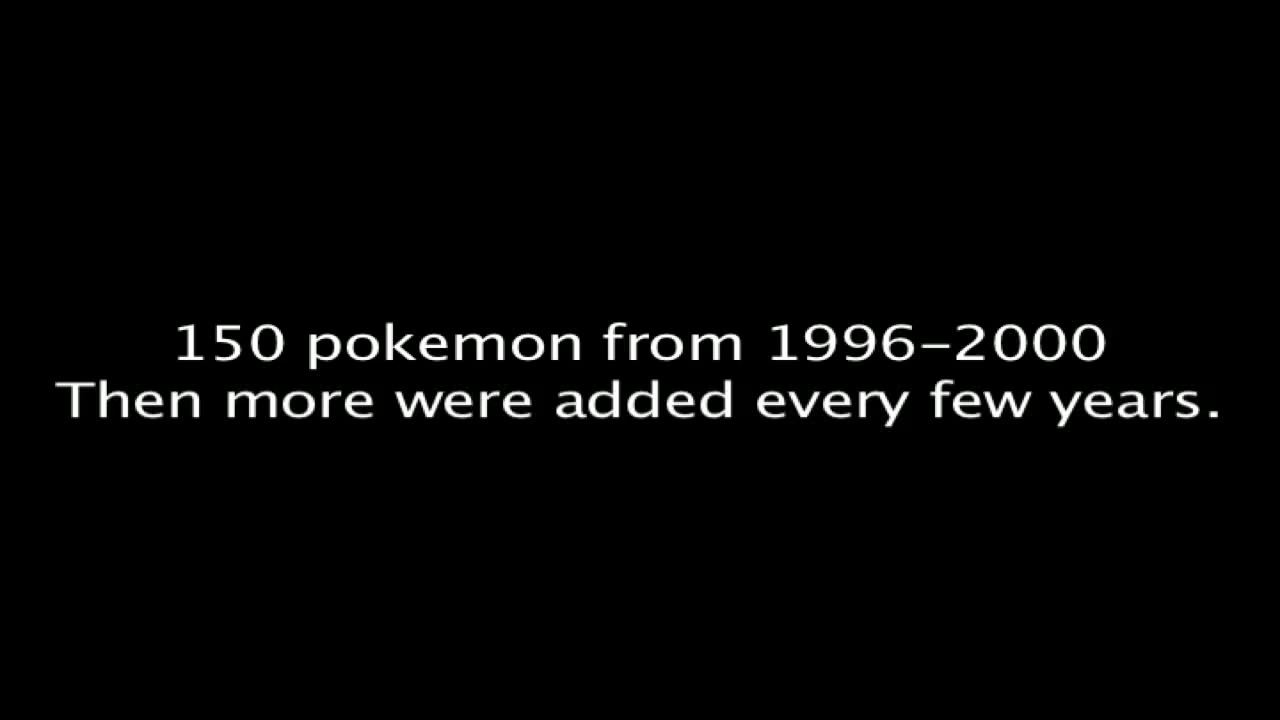 150 pokemon from 1996–2000
Then more were added every few years.